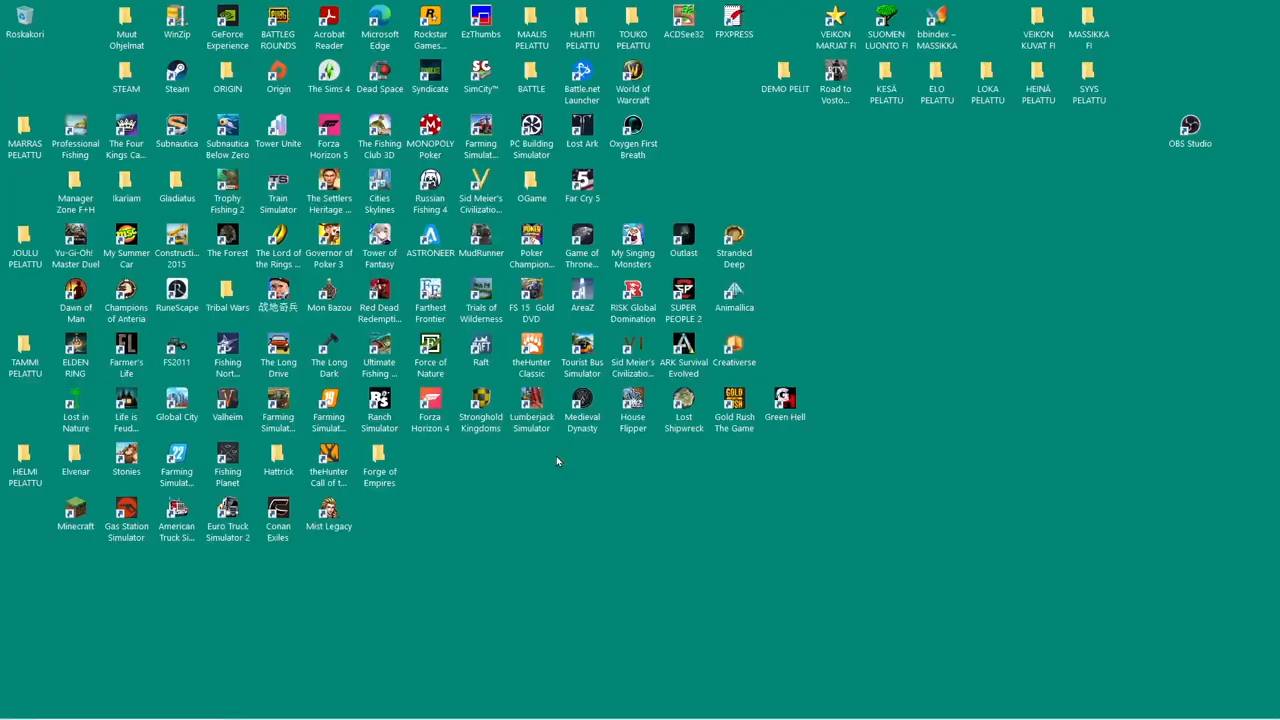 Roskakori
Muut
Ohjelmat
WinZip
GeForce
Experience
BATTLEG
ROUNDS
Acrobat
Reader
Microsoft
Edge
Rockstar
Games...
EzThumbs
MAALIS
PELATTU
HUHTI
PELATTU
TOUKO
PELATTU
ACDSee32
FPXPRESS
VEIKON
MARJAT FI
SUOMEN
LUONTO FI
bbindex –
MASSIKKA
VEIKON
KUVAT FI
MASSIKKA
FI
STEAM
Steam
ORIGIN
Origin
The Sims 4
Dead Space
Syndicate
SimCity™
BATTLE
Battle.net
Launcher
World of
Warcraft
DEMO PELIT
Road to
Vosto...
KESÄ
PELATTU
ELO
PELATTU
LOKA
PELATTU
HEINÄ
PELATTU
SYYS
PELATTU
MARRAS
PELATTU
Professional
Fishing
The Four
Kings Ca...
Subnautica
Subnautica
Below Zero
Tower Unite
Forza
Horizon 5
The Fishing
Club 3D
MONOPOLY
Poker
Farming
Simulat...
PC Building
Simulator
Lost Ark
Oxygen First
Breath
OBS Studio
Manager
Zone F+H
Ikariam
Gladiatus
Trophy
Fishing 2
Train
Simulator
The Settlers
Heritage ...
Cities
Skylines
Russian
Fishing 4
Sid Meier's
Civilizatio...
OGame
Far Cry 5
JOULU
PELATTU
Yu-Gi-Oh!
Master Duel
My Summer
Car
Constructi...
2015
The Forest
The Lord of
the Rings ...
Governor of
Poker 3
Tower of
Fantasy
ASTRONEER
MudRunner
Poker
Champion...
Game of
Throne...
My Singing
Monsters
Outlast
Stranded
Deep
Dawn of
Man
Champions
of Anteria
RuneScape
Tribal Wars
战地奇兵
Mon Bazou
Red Dead
Redempti...
Farthest
Frontier
Trials of
Wilderness
FS 15 Gold
DVD
AreaZ
RISK Global
Domination
SUPER
PEOPLE 2
Animallica
TAMMI
PELATTU
ELDEN
RING
Farmer's
Life
FS2011
Fishing
Nort...
The Long
Drive
The Long
Dark
Ultimate
Fishing ...
Force of
Nature
Raft
theHunter
Classic
Tourist Bus
Simulator
Sid Meier's
Civilizatio...
ARK Survival
Evolved
Creativerse
Lost in
Nature
Life is
Feud...
Global City
Valheim
Farming
Simulat...
Farming
Simulat...
Ranch
Simulator
Forza
Horizon 4
Stronghold
Kingdoms
Lumberjack
Simulator
Medieval
Dynasty
House
Flipper
Lost
Shipwreck
Gold Rush
The Game
Green Hell
HELMI
PELATTU
Elvenar
Stonies
Farming
Simulat...
Fishing
Planet
Hattrick
theHunter
Call of t...
Forge of
Empires
Minecraft
Gas Station
Simulator
American
Truck Si...
Euro Truck
Simulator 2
Conan
Exiles
Mist Legacy